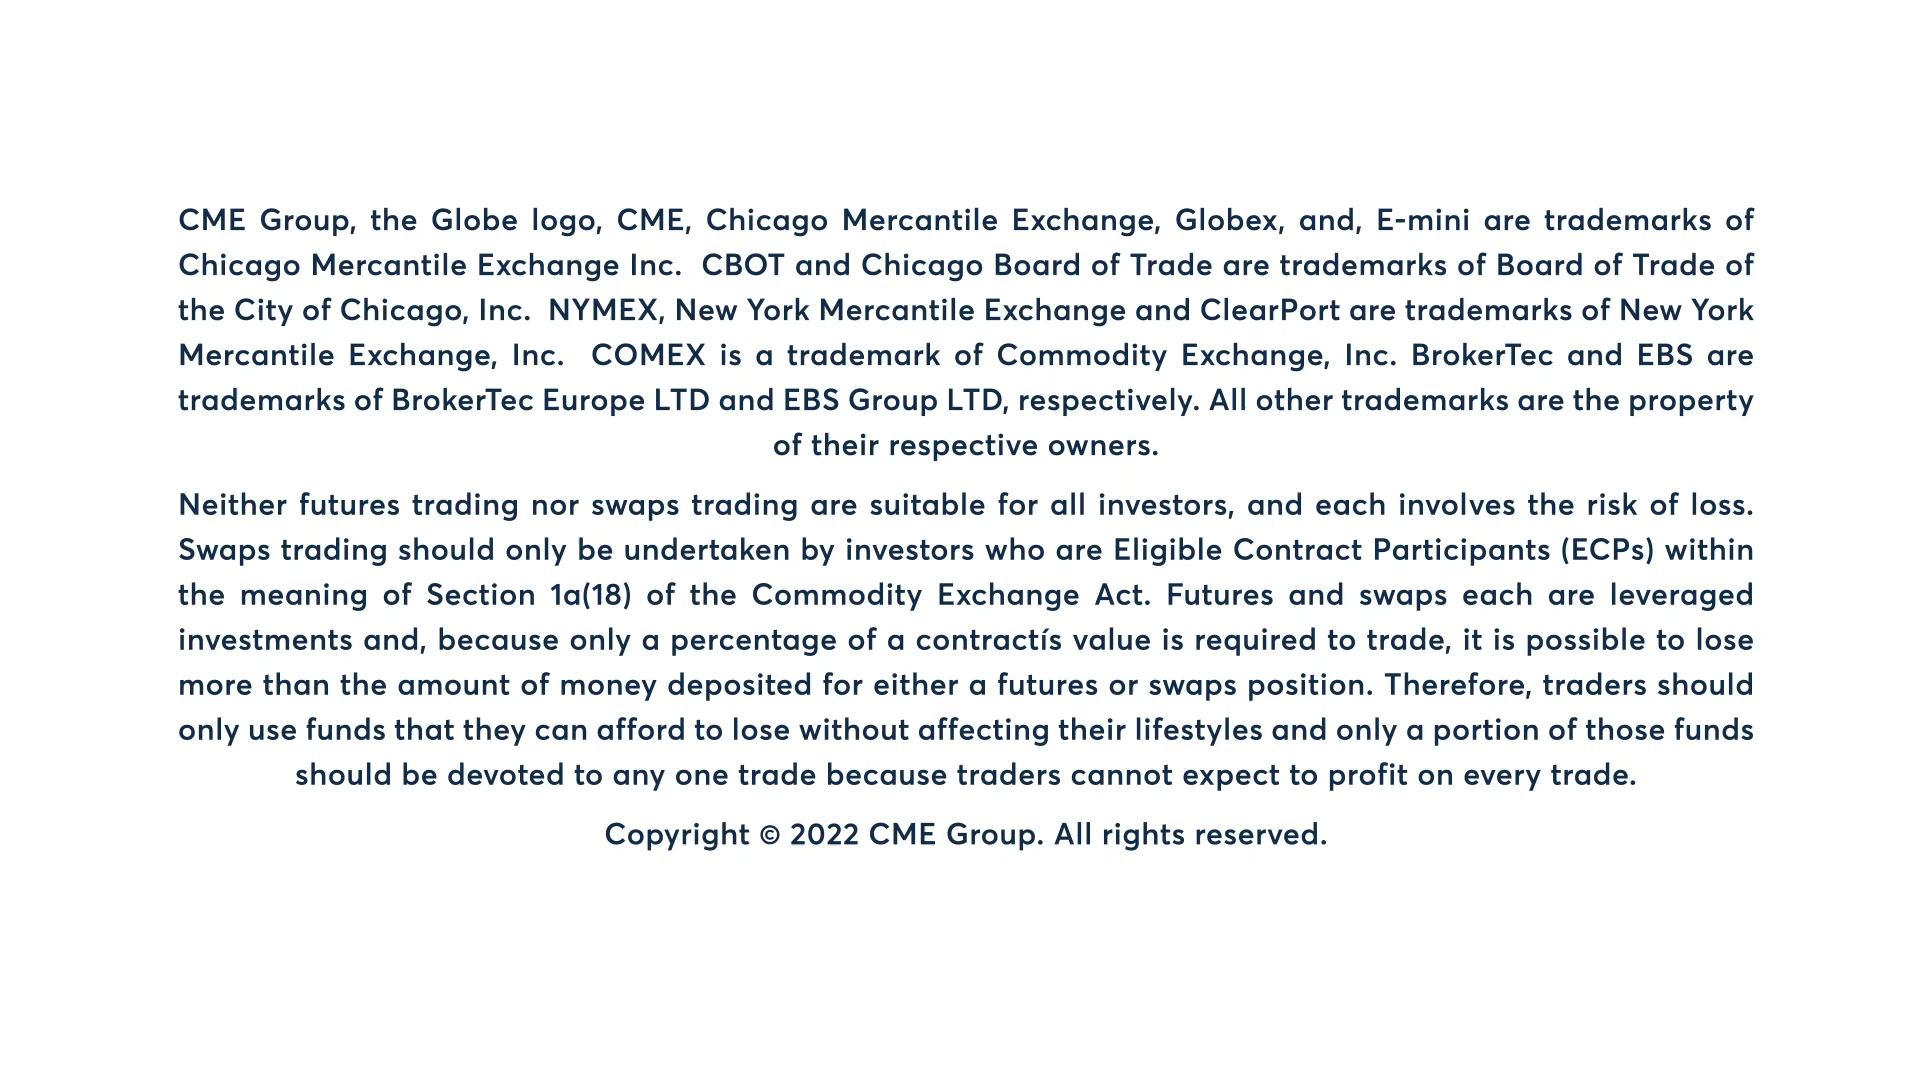 CME Group, the Globe logo, CME, Chicago Mercantile Exchange, Globex, and, E-mini are trademarks of
Chicago Mercantile Exchange Inc.  CBOT and Chicago Board of Trade are trademarks of Board of Trade of
the City of Chicago, Inc.  NYMEX, New York Mercantile Exchange and ClearPort are trademarks of New York
Mercantile Exchange, Inc.  COMEX is a trademark of Commodity Exchange, Inc. BrokerTec and EBS are
trademarks of BrokerTec Europe LTD and EBS Group LTD, respectively. All other trademarks are the property
of their respective owners.
Neither futures trading nor swaps trading are suitable for all investors, and each involves the risk of loss.
Swaps trading should only be undertaken by investors who are Eligible Contract Participants (ECPs) within
the meaning of Section 1a(18) of the Commodity Exchange Act. Futures and swaps each are leveraged
investments and, because only a percentage of a contractís value is required to trade, it is possible to lose
more than the amount of money deposited for either a futures or swaps position. Therefore, traders should
only use funds that they can afford to lose without affecting their lifestyles and only a portion of those funds
should be devoted to any one trade because traders cannot expect to profit on every trade.
Copyright © 2022 CME Group. All rights reserved.